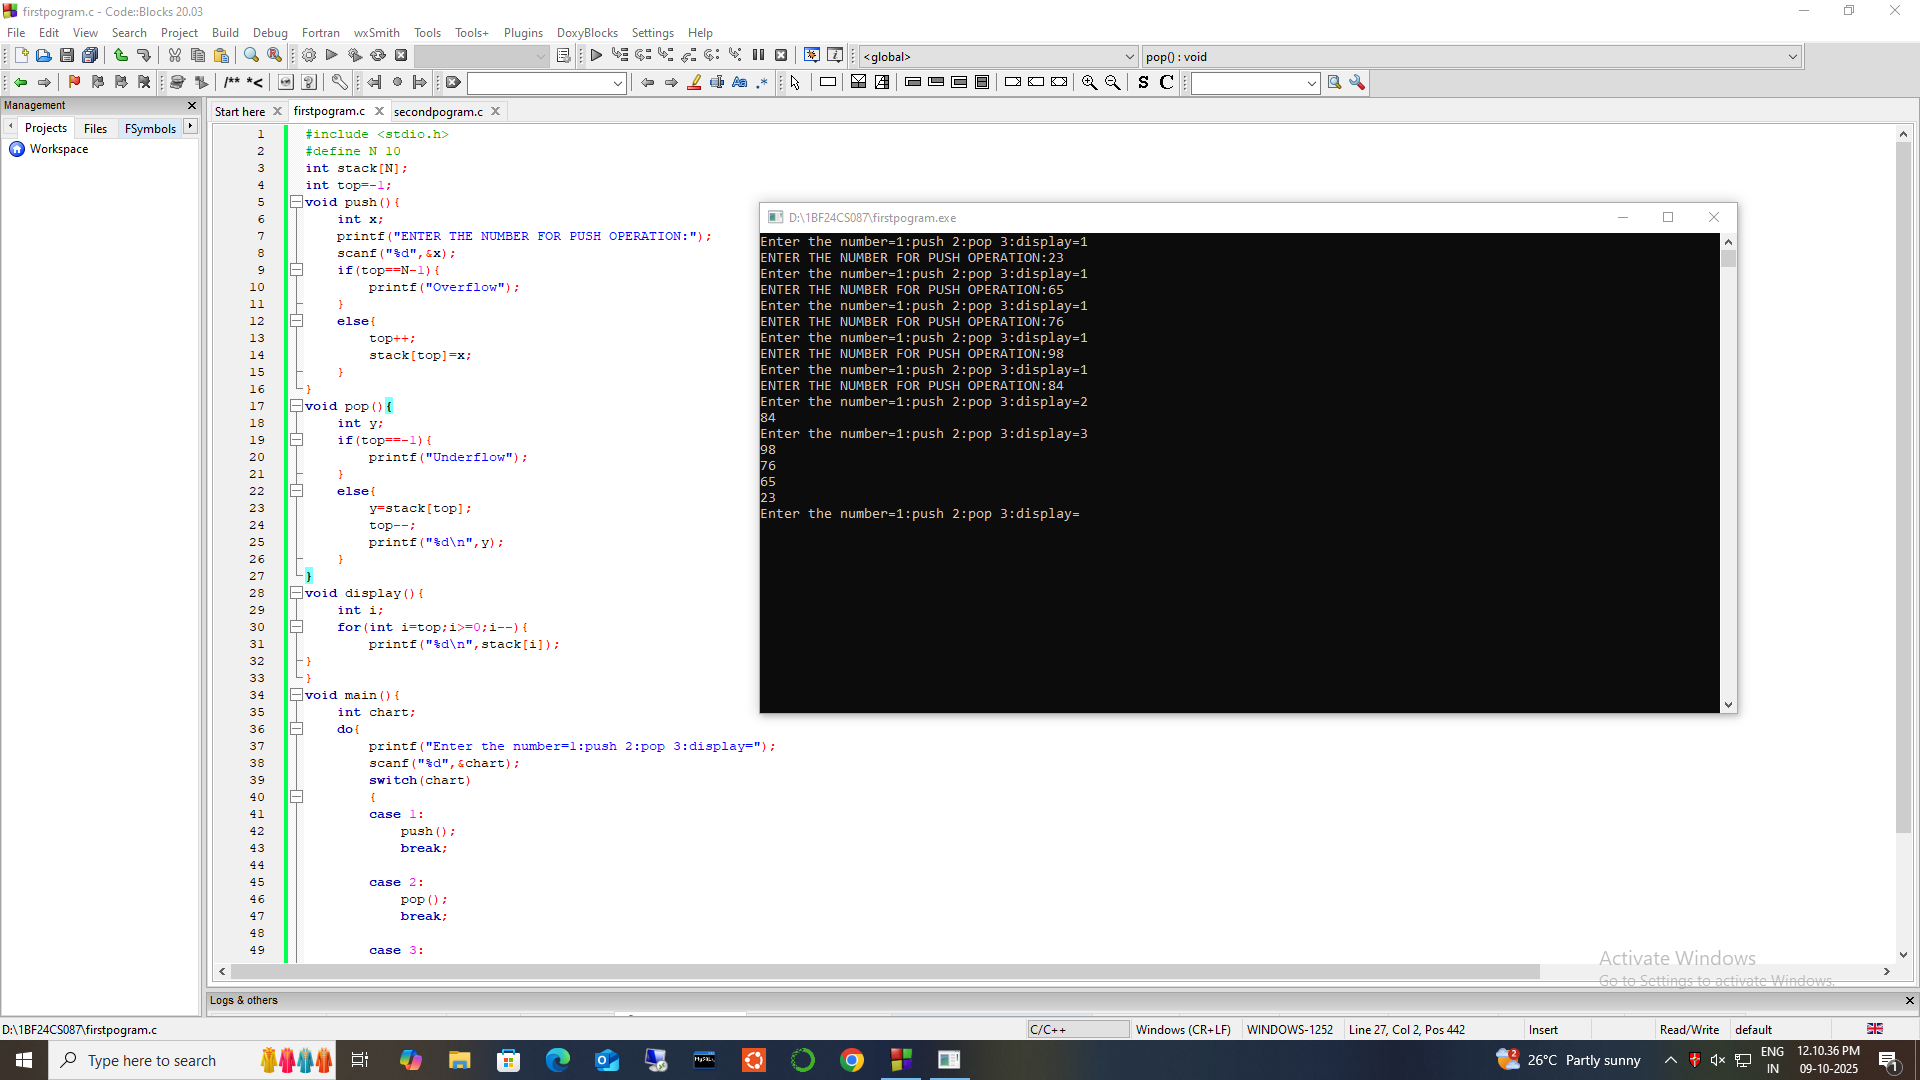 firstpogram.c - Code::Blocks 20.03
File Edit View Search Project Build Debug Fortran wxSmith Tools Tools+ Plugins DoxyBlocks Settings Help
<global>
pop() : void
/** *<
Aa .*
S C
Management
Projects Files FSymbols
Workspace
Start here firstpogram.c secondpogram.c
1 #include <stdio.h>
2 #define N 10
3 int stack[N];
4 int top=-1;
5 void push(){
6 int x;
7 printf("ENTER THE NUMBER FOR PUSH OPERATION:");
8 scanf("%d",&x);
9 if(top==N-1){
10 printf("Overflow");
11 }
12 else{
13 top++;
14 stack[top]=x;
15 }
16 }
17 void pop(){
18 int y;
19 if(top==-1){
20 printf("Underflow");
21 }
22 else{
23 y=stack[top];
24 top--;
25 printf("%d\n",y);
26 }
27 }
28 void display(){
29 int i;
30 for(int i=top;i>=0;i--){
31 printf("%d\n",stack[i]);
32 }
33 }
34 void main(){
35 int chart;
36 do{
37 printf("Enter the number=1:push 2:pop 3:display=");
38 scanf("%d",&chart);
39 switch(chart)
40 {
41 case 1:
42 push();
43 break;
44
45 case 2:
46 pop();
47 break;
48
49 case 3:
D:\1BF24CS087\firstpogram.exe
Enter the number=1:push 2:pop 3:display=1
ENTER THE NUMBER FOR PUSH OPERATION:23
Enter the number=1:push 2:pop 3:display=1
ENTER THE NUMBER FOR PUSH OPERATION:65
Enter the number=1:push 2:pop 3:display=1
ENTER THE NUMBER FOR PUSH OPERATION:76
Enter the number=1:push 2:pop 3:display=1
ENTER THE NUMBER FOR PUSH OPERATION:98
Enter the number=1:push 2:pop 3:display=1
ENTER THE NUMBER FOR PUSH OPERATION:84
Enter the number=1:push 2:pop 3:display=2
84
Enter the number=1:push 2:pop 3:display=3
98
76
65
23
Enter the number=1:push 2:pop 3:display=
Activate Windows
Go to Settings to activate Windows.
Logs & others
D:\1BF24CS087\firstpogram.c C/C++ Windows (CR+LF) WINDOWS-1252 Line 27, Col 2, Pos 442 Insert Read/Write default
Type here to search
MySQL
2 26°C Partly sunny
ENG
IN
12.10.36 PM
09-10-2025
1